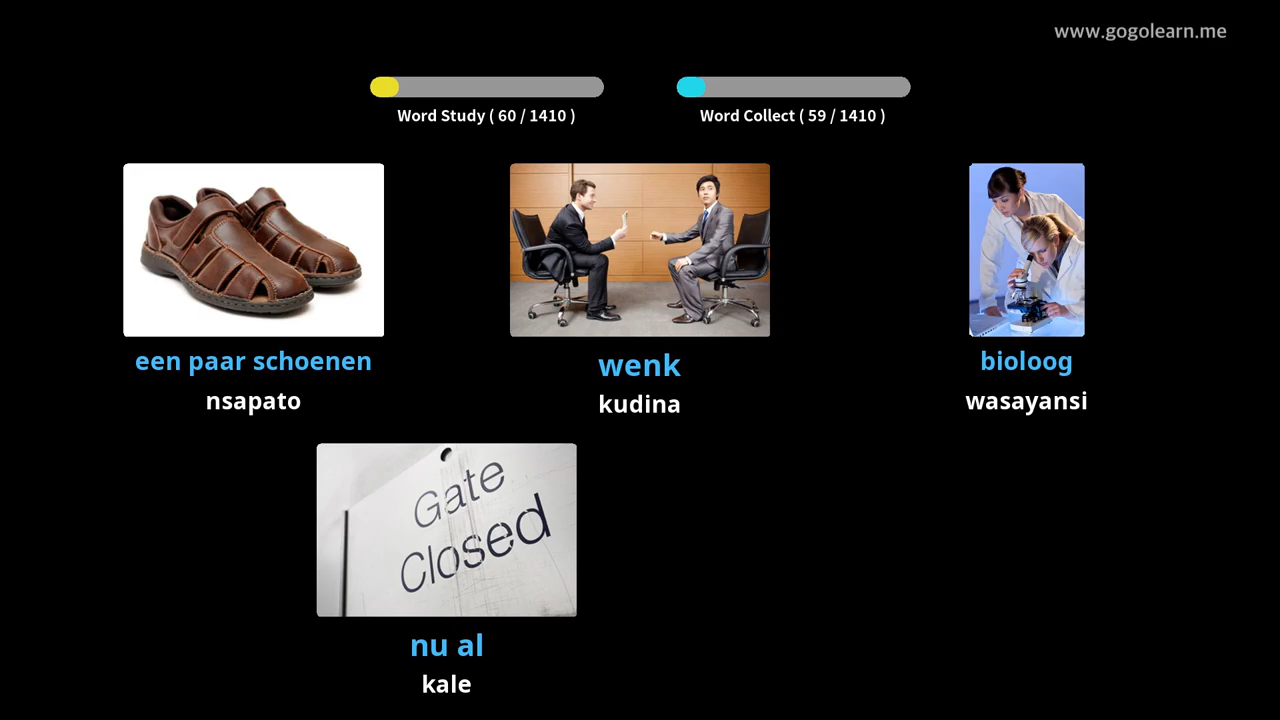 www.gogolearn.me
Word Study ( 60 / 1410 )
Word Collect ( 59 / 1410 )
een paar schoenen
nsapato
wenk
kudina
bioloog
wasayansi
Gate
Closed
nu al
kale